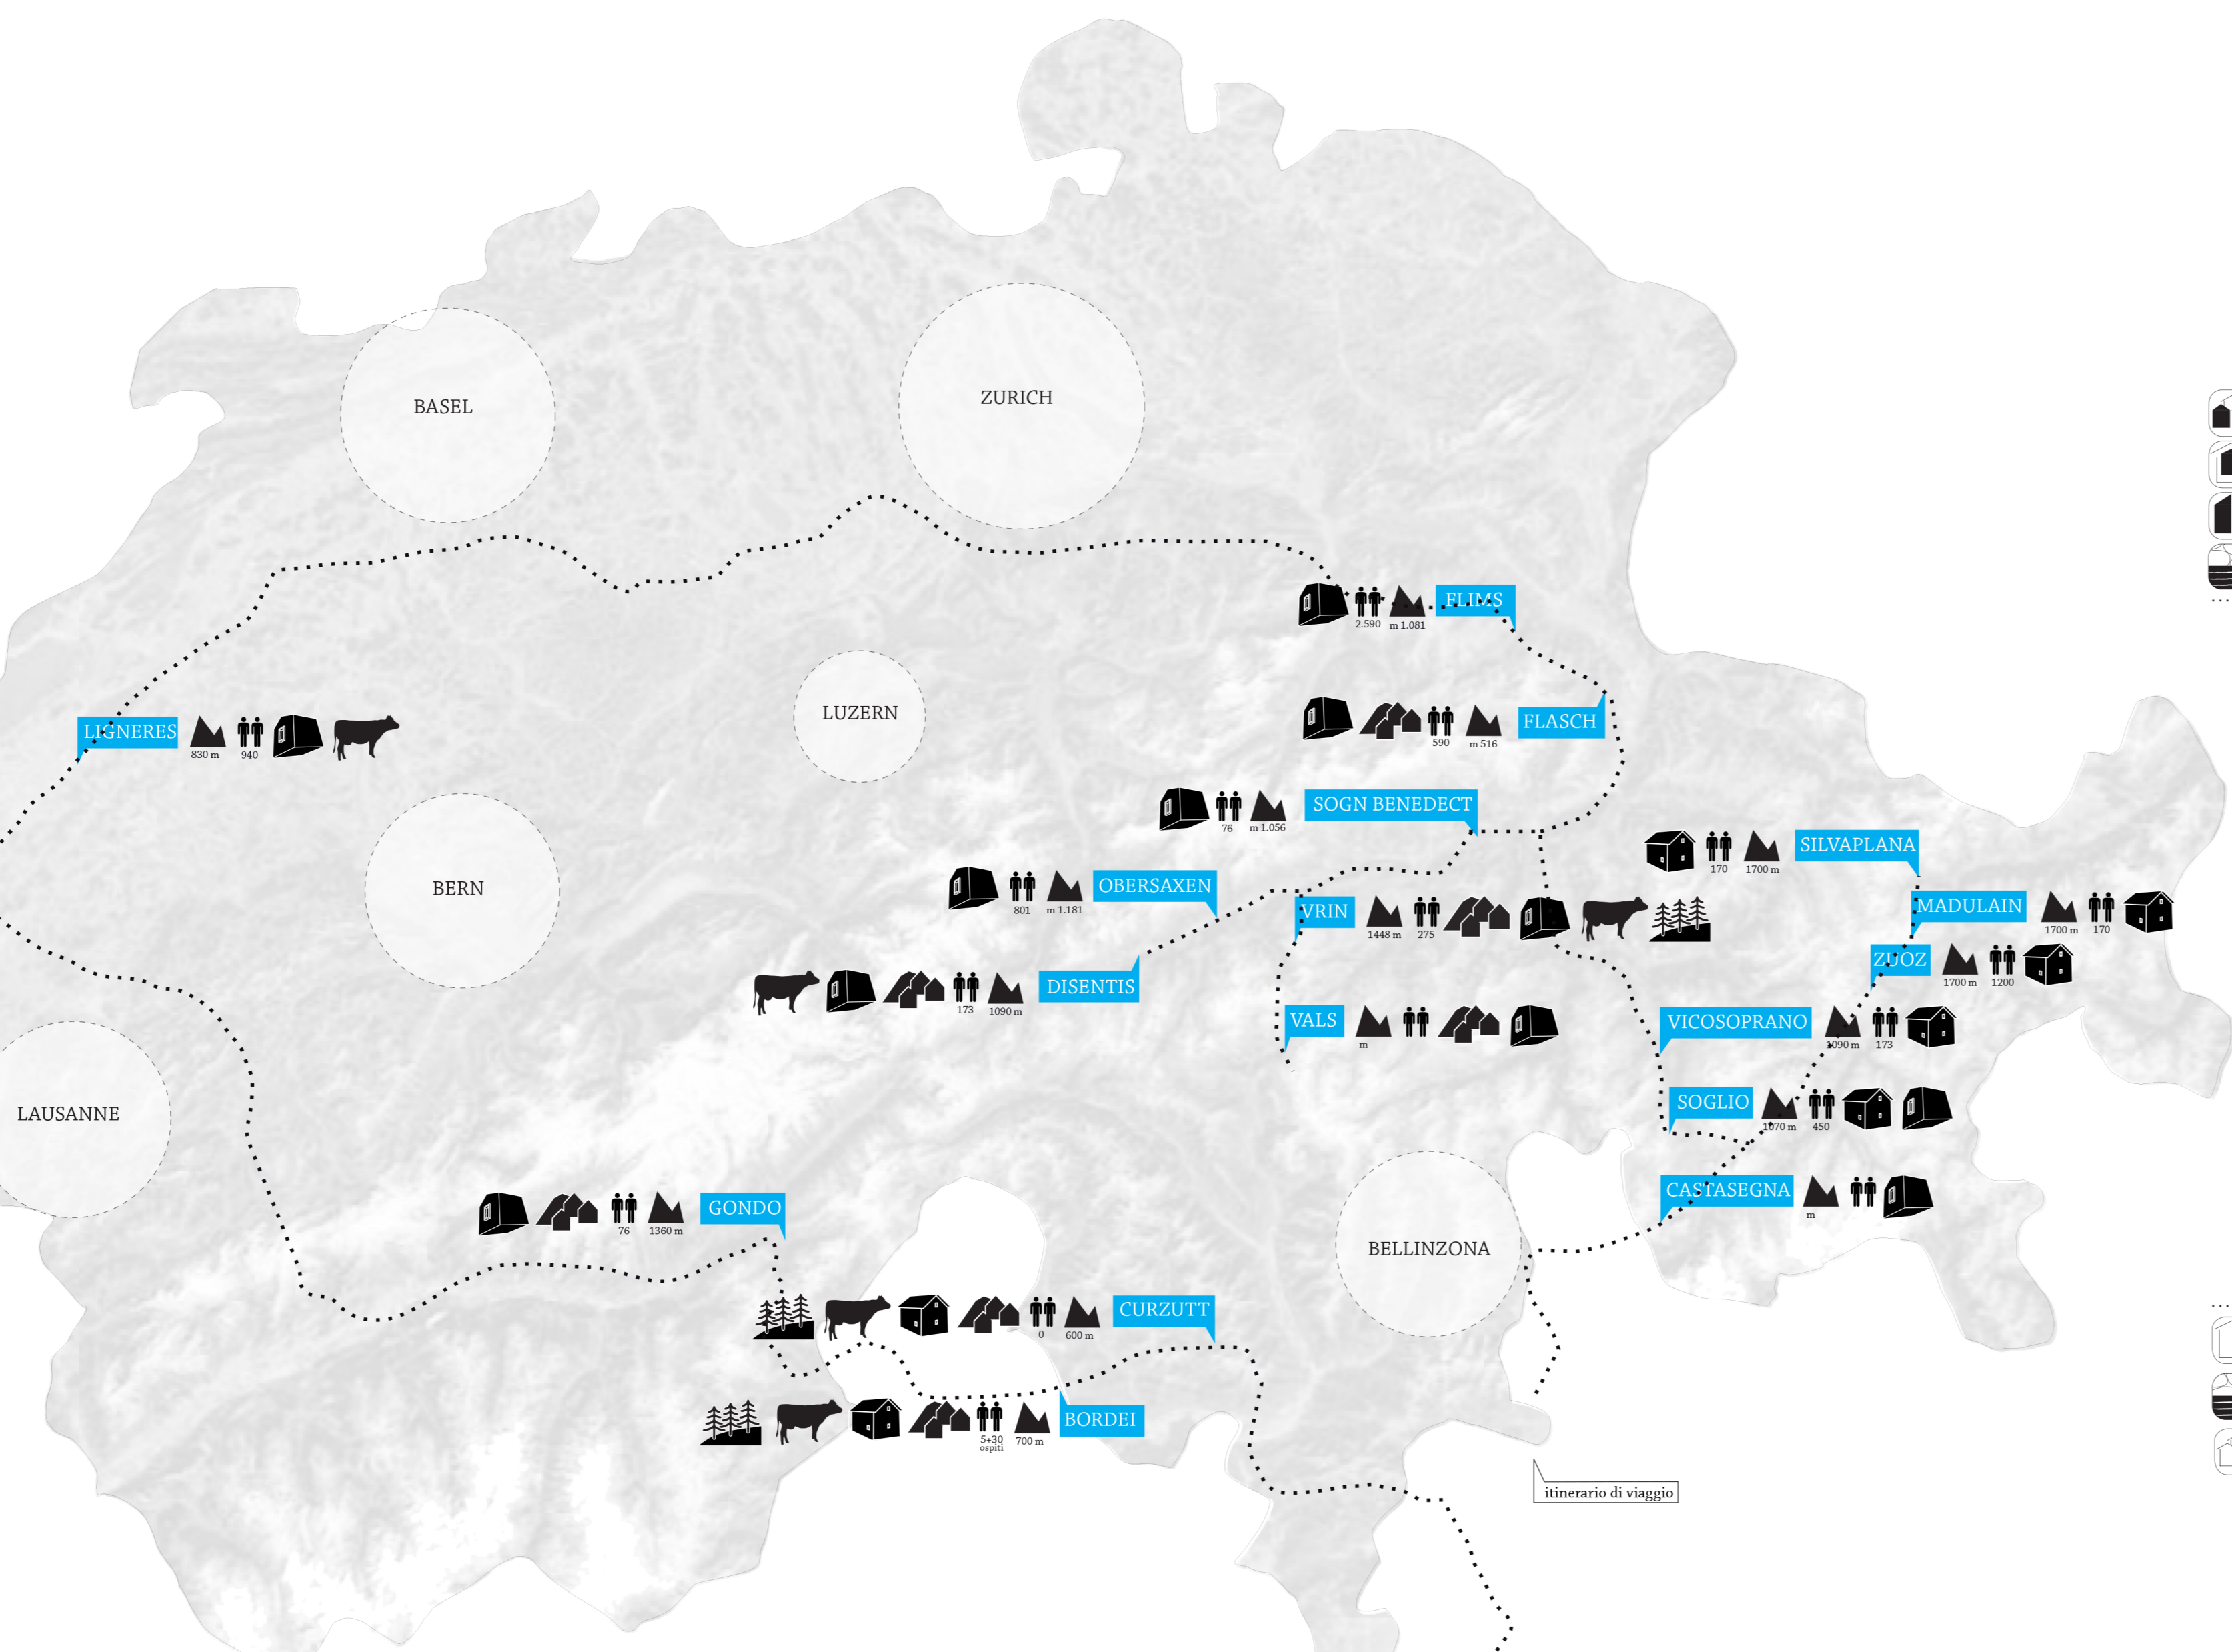 ZURICH
BASEL
FLIMS
2.590 m 1.081
LUZERN
FLASCH
590 m 516
LIGNERES
830 m 940
SOGN BENEDECT
76 m 1.056
SILVAPLANA
170 1700 m
BERN
OBERSAXEN
801 m 1.181
VRIN
1448 m 275
MADULAIN
1700 m 170
ZUOZ
1700 m 1200
DISENTIS
173 1090 m
VALS
m
VICOSOPRANO
1090 m 173
LAUSANNE
SOGLIO
1070 m 450
CASTASEGNA
m
GONDO
76 1360 m
BELLINZONA
CURZUTT
0 600 m
BORDEI
5+30
ospiti
700 m
itinerario di viaggio